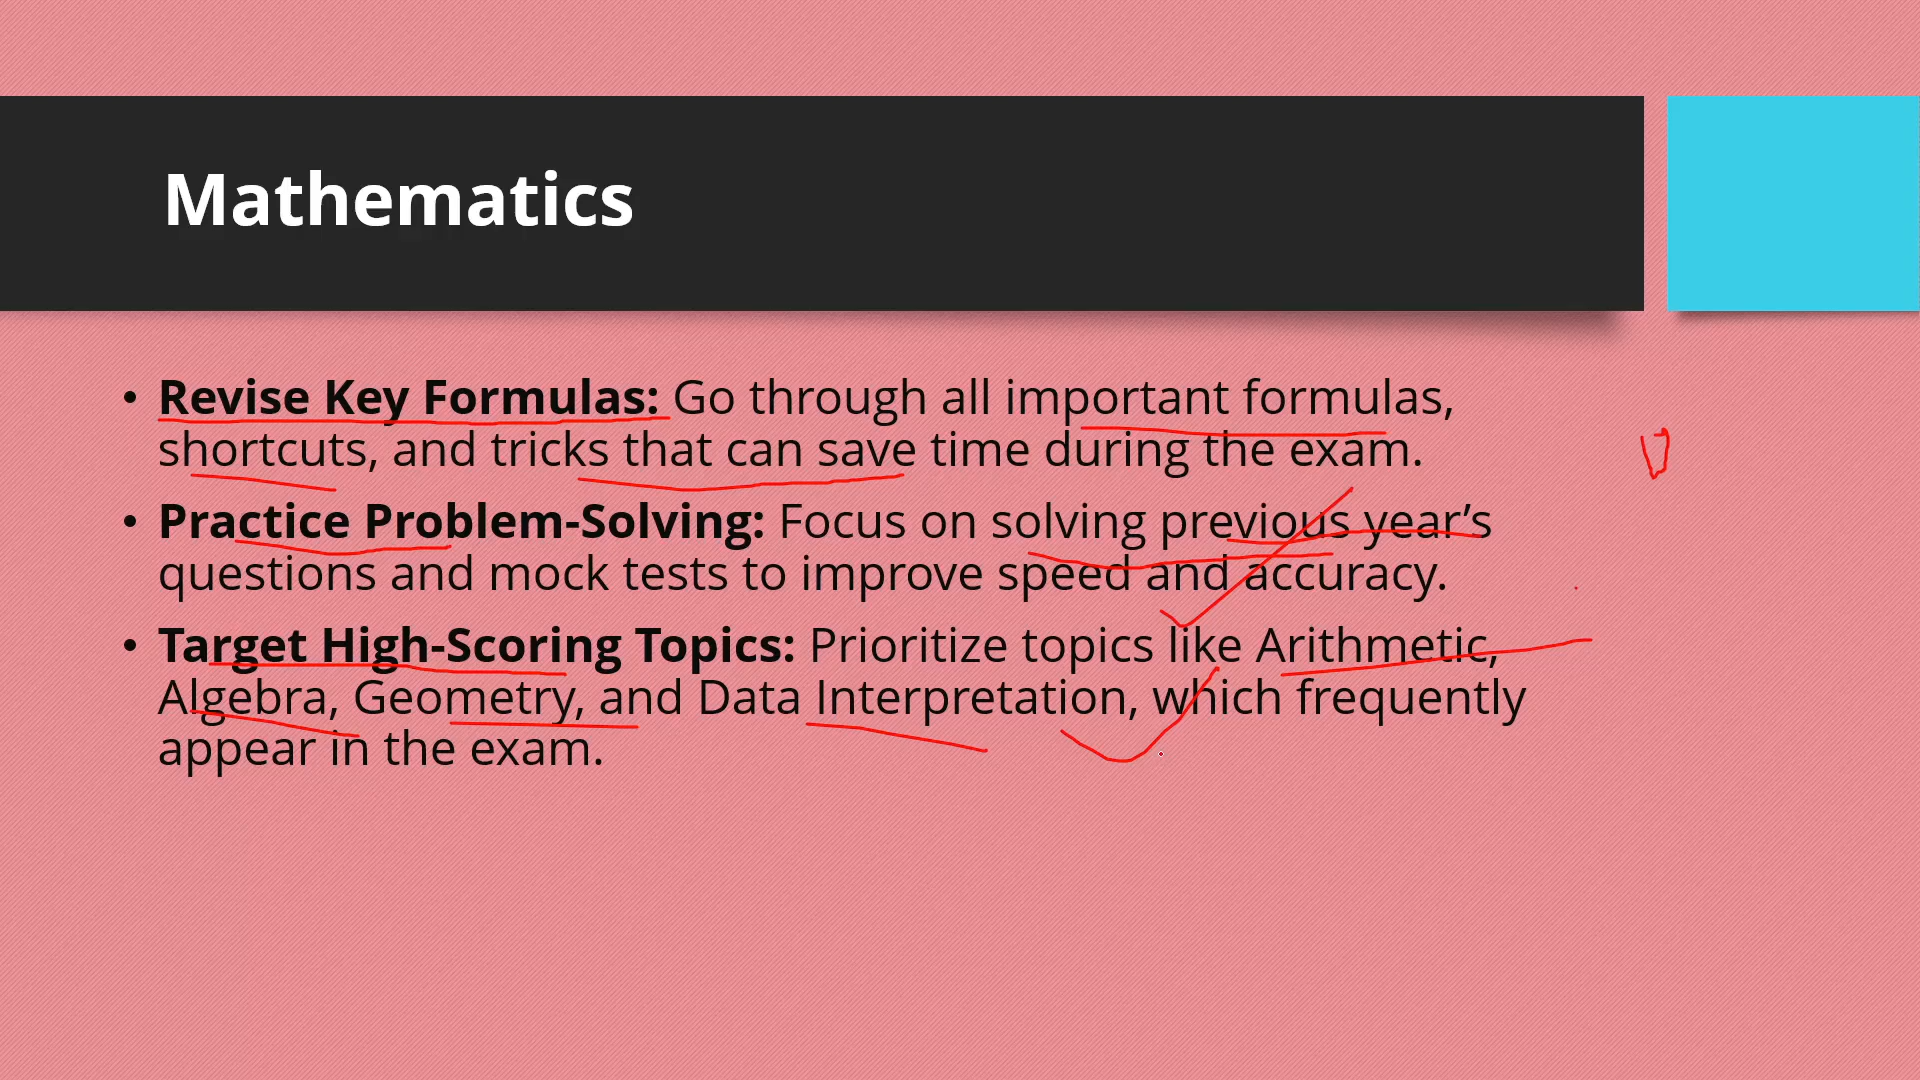 Mathematics
• Revise Key Formulas: Go through all important formulas,
shortcuts, and tricks that can save time during the exam.
• Practice Problem-Solving: Focus on solving previous year’s
questions and mock tests to improve speed and accuracy.
• Target High-Scoring Topics: Prioritize topics like Arithmetic,
Algebra, Geometry, and Data Interpretation, which frequently
appear in the exam.